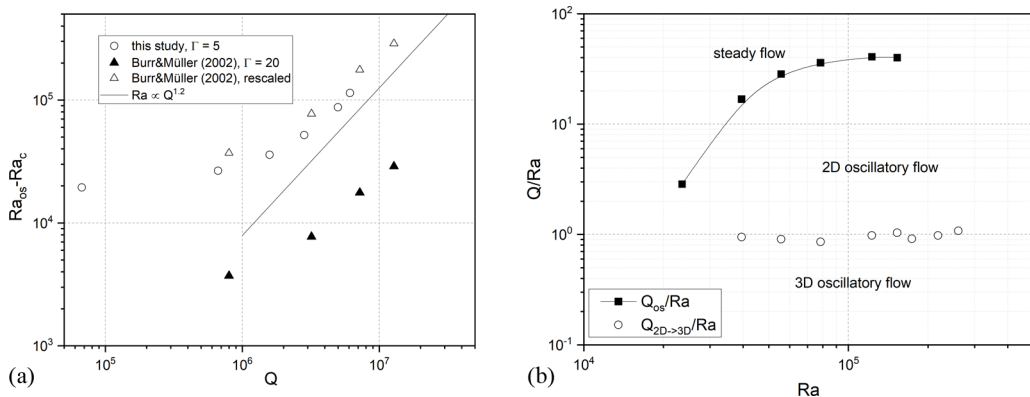 Ra_os-Ra_c
10^5
10^4
10^3
this study, Γ = 5
Burr&Müller (2002), Γ = 20
Burr&Müller (2002), rescaled
Ra ∝ Q^1.2
10^5 10^6 10^7
Q
(a)
Q/Ra
10^2
10^1
10^0
10^-1
steady flow
2D oscillatory flow
3D oscillatory flow
Q_os/Ra
Q_2D->3D/Ra
10^4 10^5
Ra
(b)